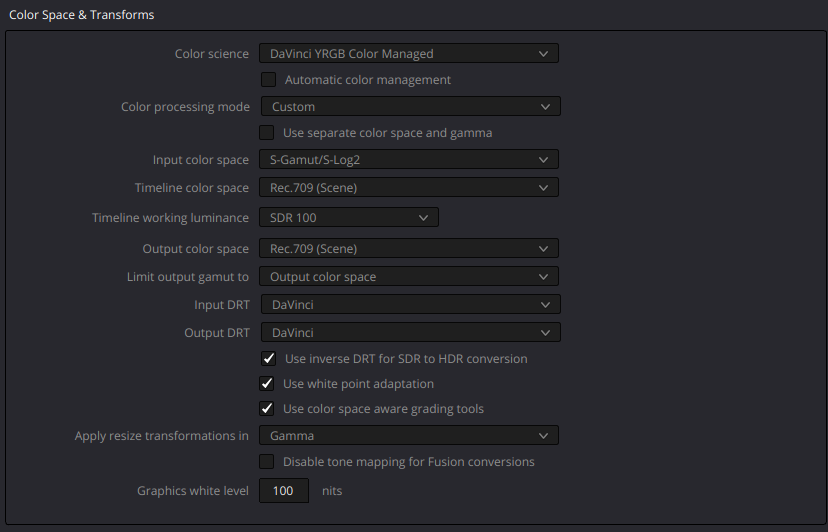 Color Space & Transforms
Color science DaVinci YRGB Color Managed
Automatic color management
Color processing mode Custom
Use separate color space and gamma
Input color space S-Gamut/S-Log2
Timeline color space Rec.709 (Scene)
Timeline working luminance SDR 100
Output color space Rec.709 (Scene)
Limit output gamut to Output color space
Input DRT DaVinci
Output DRT DaVinci
Use inverse DRT for SDR to HDR conversion
Use white point adaptation
Use color space aware grading tools
Apply resize transformations in Gamma
Disable tone mapping for Fusion conversions
Graphics white level 100 nits